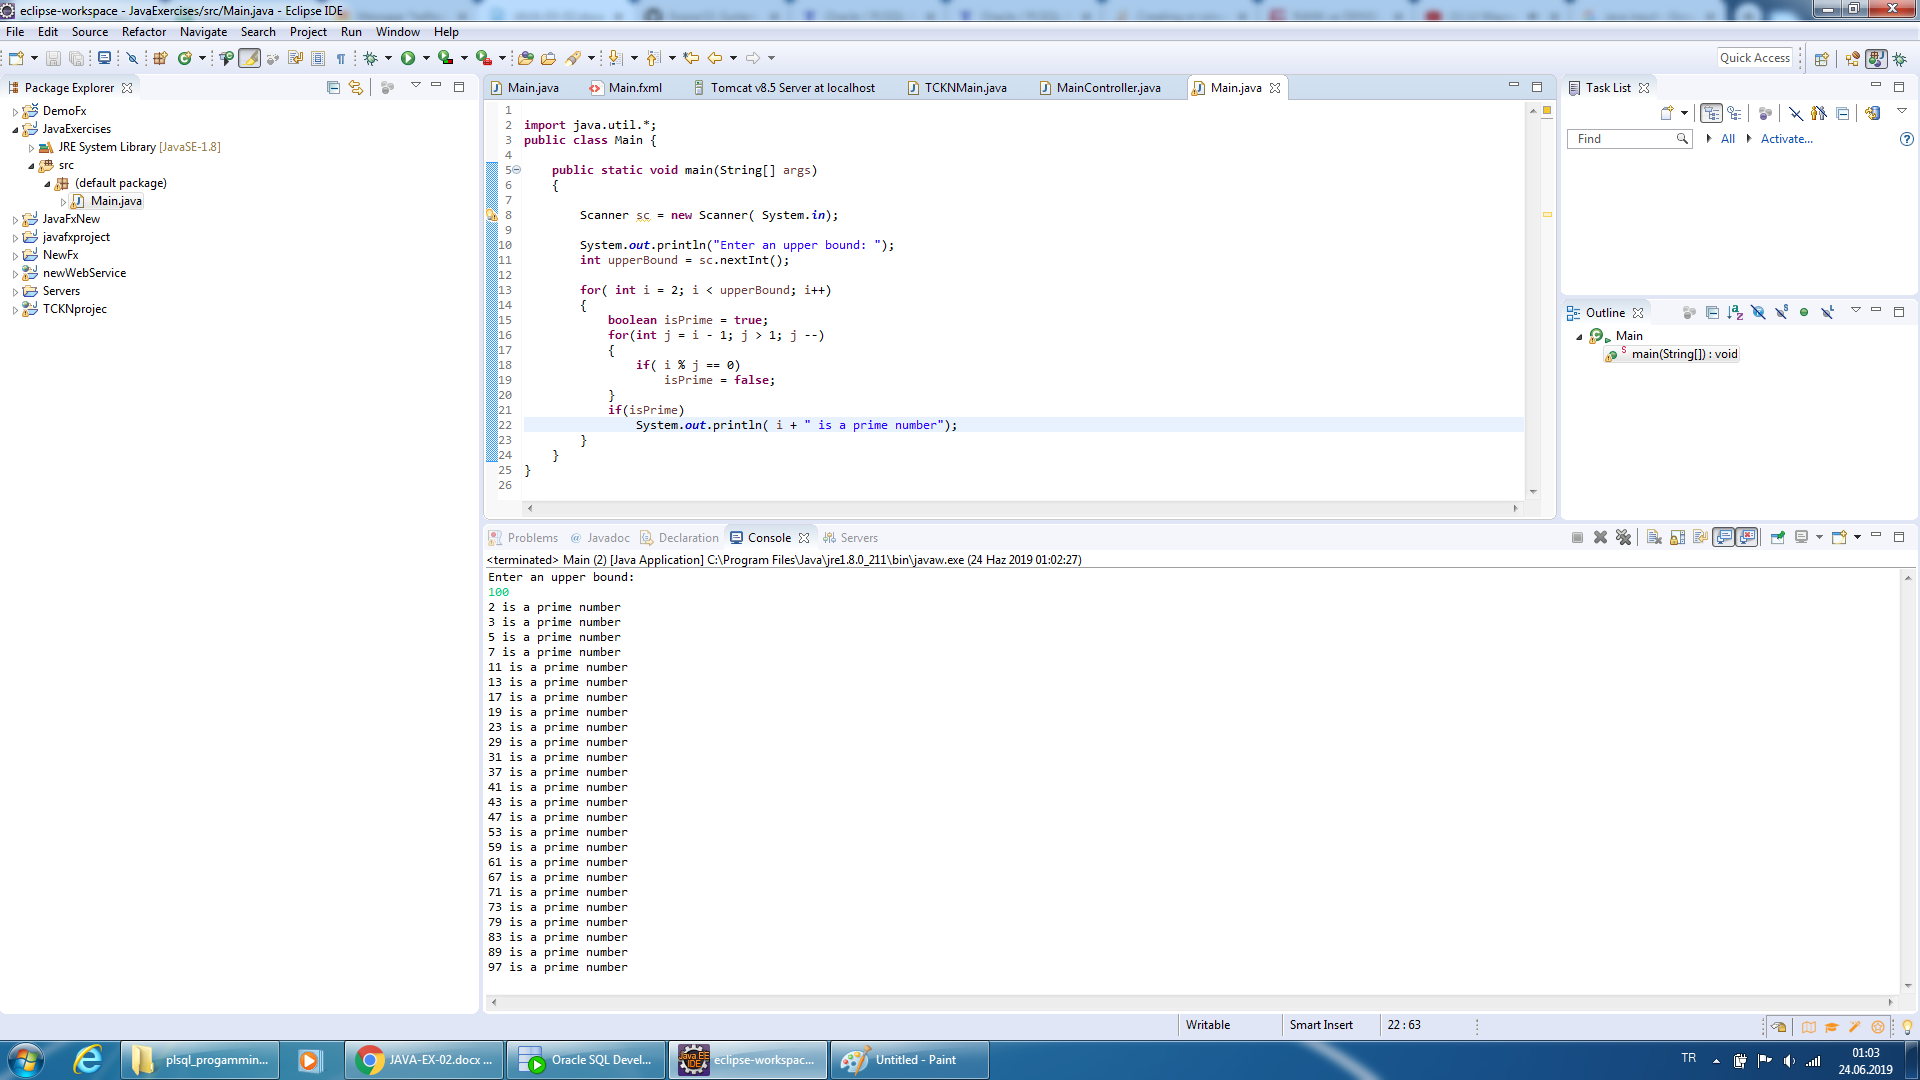 eclipse-workspace - JavaExercises/src/Main.java - Eclipse IDE
File Edit Source Refactor Navigate Search Project Run Window Help
Quick Access
Package Explorer
DemoFx
JavaExercises
JRE System Library [JavaSE-1.8]
src
(default package)
Main.java
JavaFxNew
javafxproject
NewFx
newWebService
Servers
TCKNprojec
Main.java Main.fxml Tomcat v8.5 Server at localhost TCKNMain.java MainController.java Main.java
1
2 import java.util.*;
3 public class Main {
4
5 public static void main(String[] args)
6 {
7
8 Scanner sc = new Scanner( System.in);
9
10 System.out.println("Enter an upper bound: ");
11 int upperBound = sc.nextInt();
12
13 for( int i = 2; i < upperBound; i++)
14 {
15 boolean isPrime = true;
16 for(int j = i - 1; j > 1; j --)
17 {
18 if( i % j == 0)
19 isPrime = false;
20 }
21 if(isPrime)
22 System.out.println( i + " is a prime number");
23 }
24 }
25 }
26
Task List
Find All Activate...
Outline
Main
main(String[]) : void
Problems Javadoc Declaration Console Servers
<terminated> Main (2) [Java Application] C:\Program Files\Java\jre1.8.0_211\bin\javaw.exe (24 Haz 2019 01:02:27)
Enter an upper bound:
100
2 is a prime number
3 is a prime number
5 is a prime number
7 is a prime number
11 is a prime number
13 is a prime number
17 is a prime number
19 is a prime number
23 is a prime number
29 is a prime number
31 is a prime number
37 is a prime number
41 is a prime number
43 is a prime number
47 is a prime number
53 is a prime number
59 is a prime number
61 is a prime number
67 is a prime number
71 is a prime number
73 is a prime number
79 is a prime number
83 is a prime number
89 is a prime number
97 is a prime number
Writable Smart Insert 22 : 63
plsql_progammin... JAVA-EX-02.docx ... Oracle SQL Devel... eclipse-workspac... Untitled - Paint
TR
01:03
24.06.2019